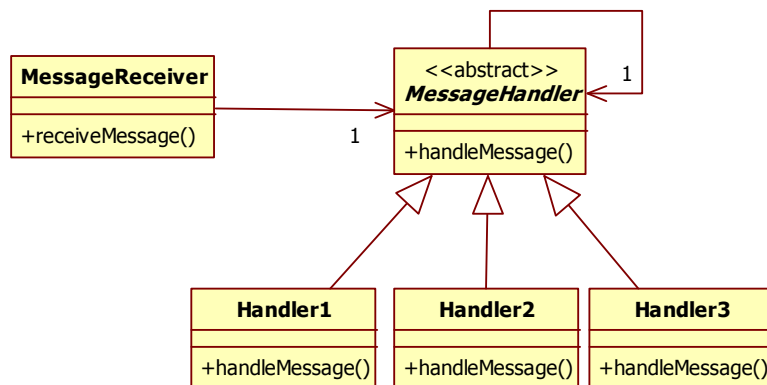 MessageReceiver
+receiveMessage()
1
<<abstract>>
MessageHandler
+handleMessage()
1
Handler1
+handleMessage()
Handler2
+handleMessage()
Handler3
+handleMessage()